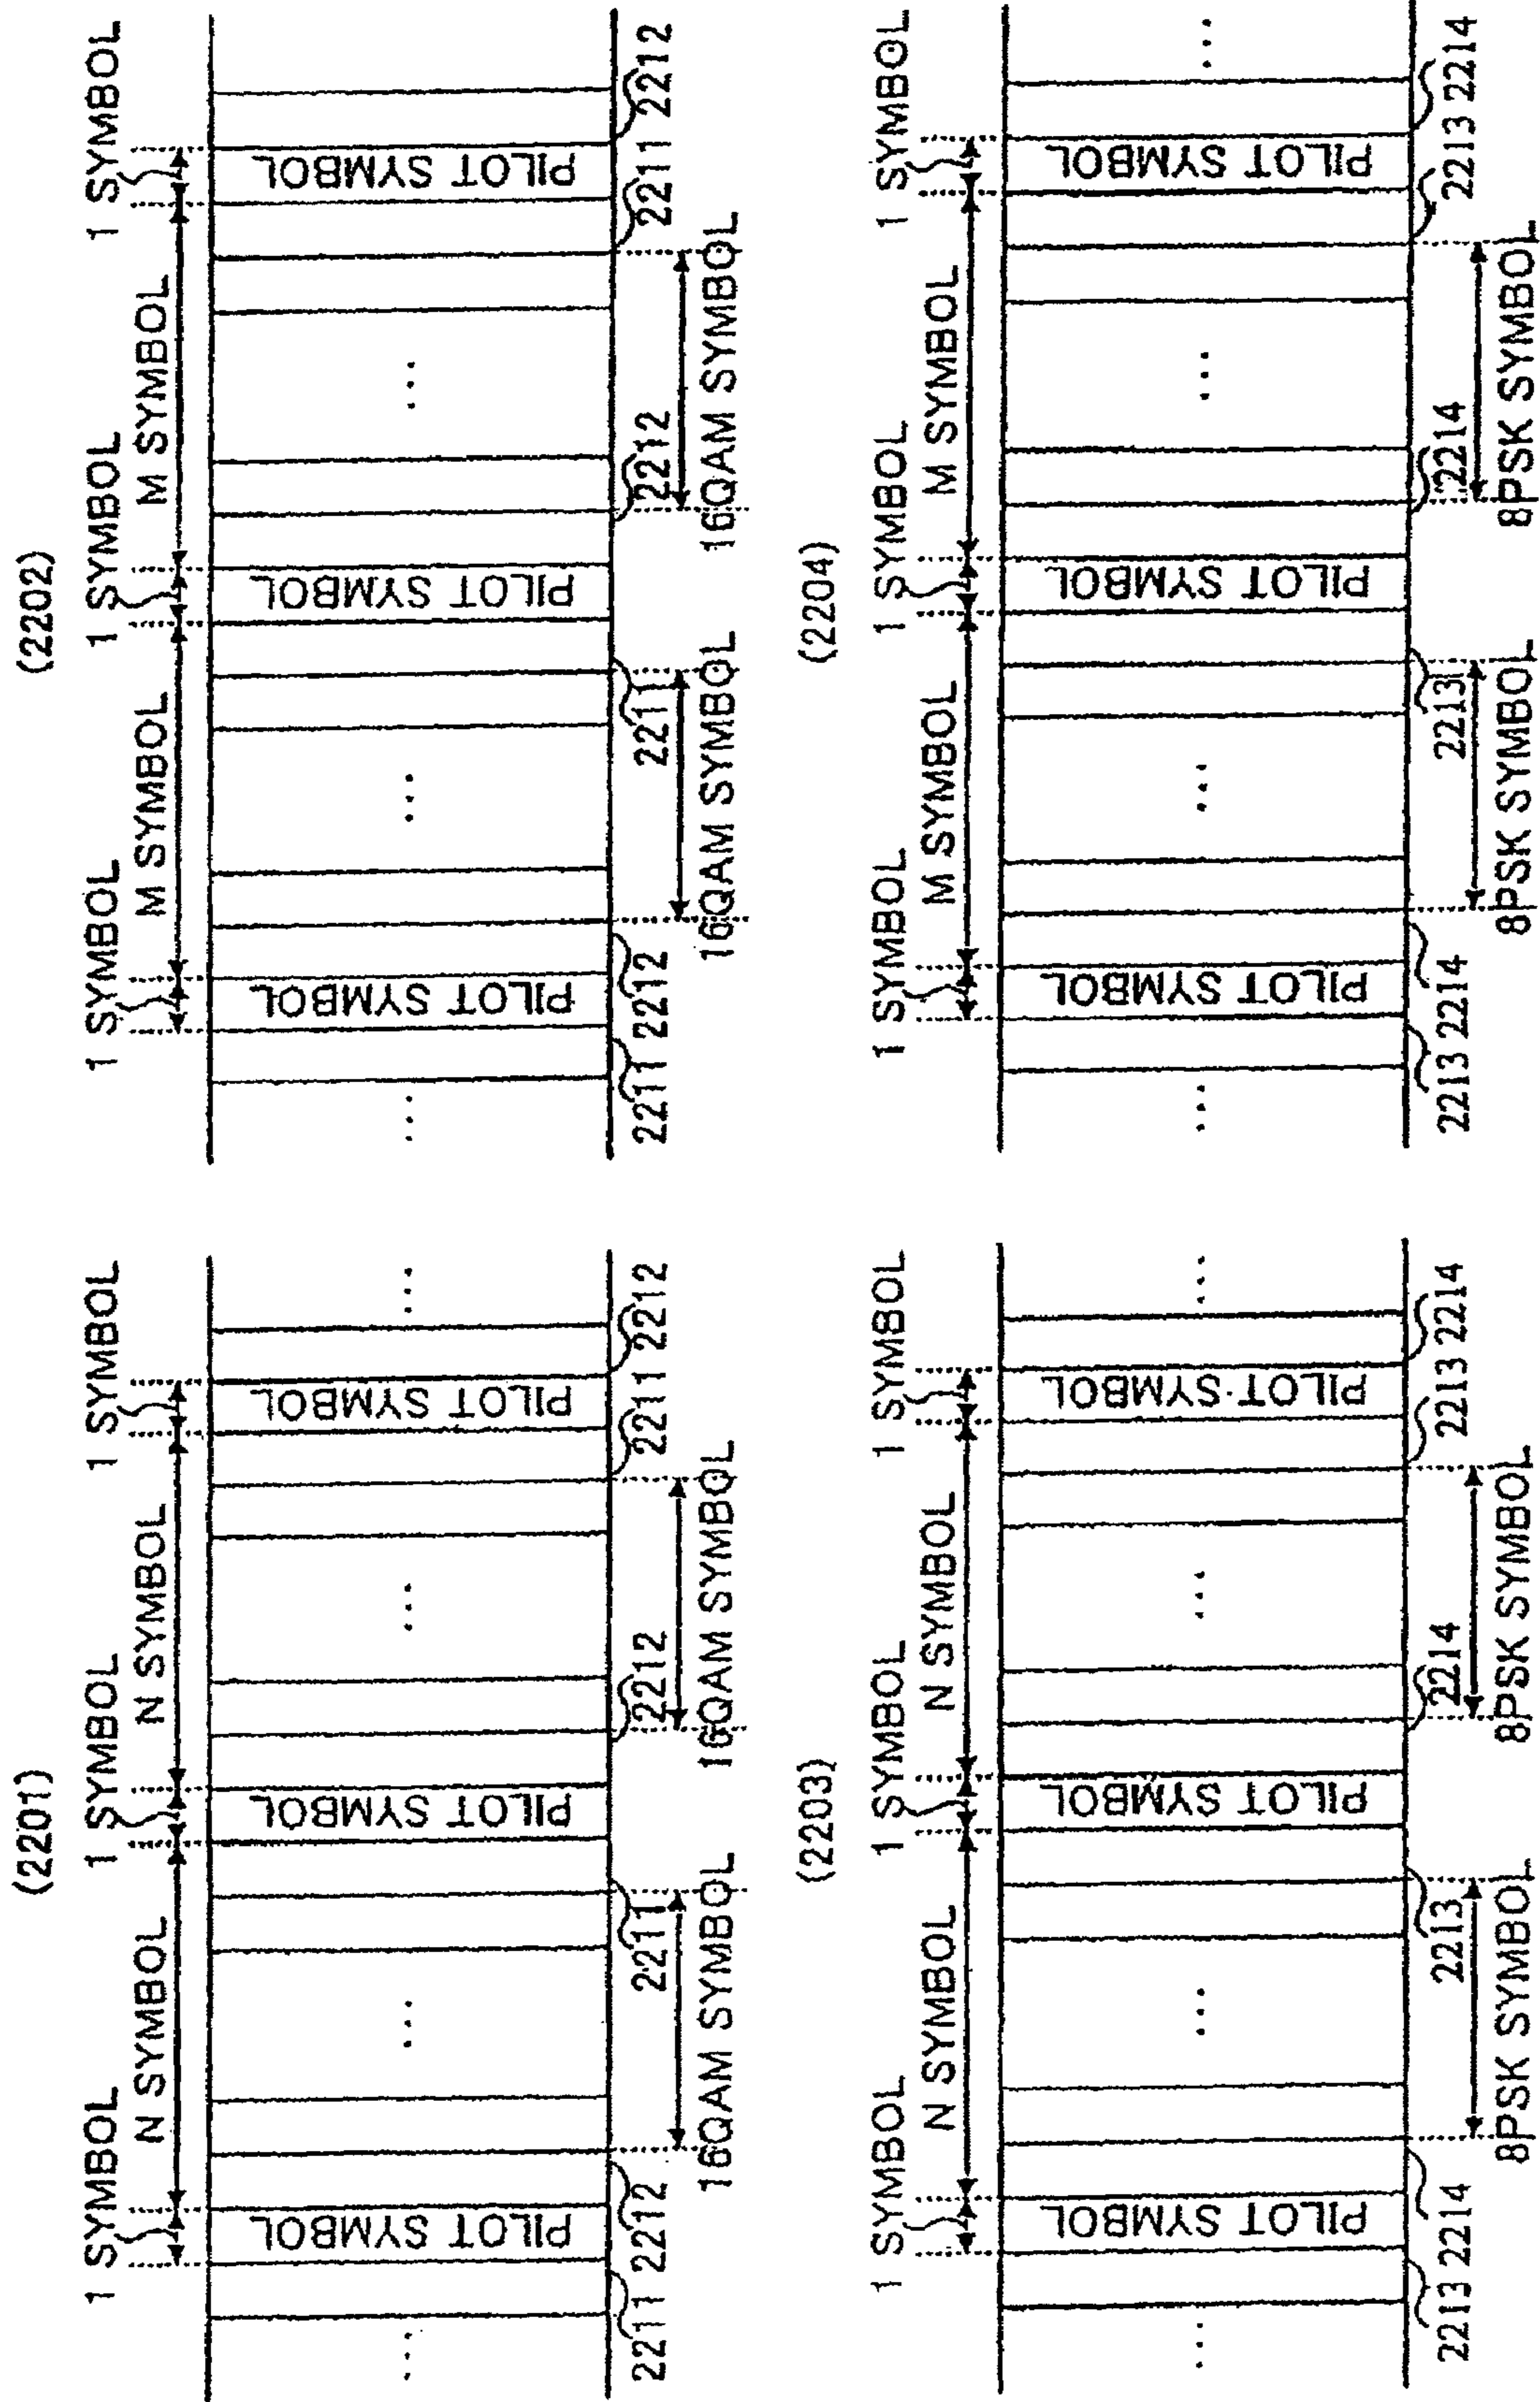 (2201)
1 SYMBOL 1 SYMBOL 1 SYMBOL
N SYMBOL N SYMBOL
PILOT SYMBOL
PILOT SYMBOL
PILOT SYMBOL
2211 2212 2211 2212 2211 2212
16QAM SYMBOL 16QAM SYMBOL
(2202)
1 SYMBOL 1 SYMBOL 1 SYMBOL
M SYMBOL M SYMBOL
PILOT SYMBOL
PILOT SYMBOL
PILOT SYMBOL
2211 2212 2211 2212 2211 2212
16QAM SYMBOL 16QAM SYMBOL
(2203)
1 SYMBOL 1 SYMBOL 1 SYMBOL
N SYMBOL N SYMBOL
PILOT SYMBOL
PILOT SYMBOL
PILOT SYMBOL
2213 2214 2213 2214 2213 2214
8PSK SYMBOL 8PSK SYMBOL
(2204)
1 SYMBOL 1 SYMBOL 1 SYMBOL
M SYMBOL M SYMBOL
PILOT SYMBOL
PILOT SYMBOL
PILOT SYMBOL
2213 2214 2213 2214 2213 2214
8PSK SYMBOL 8PSK SYMBOL